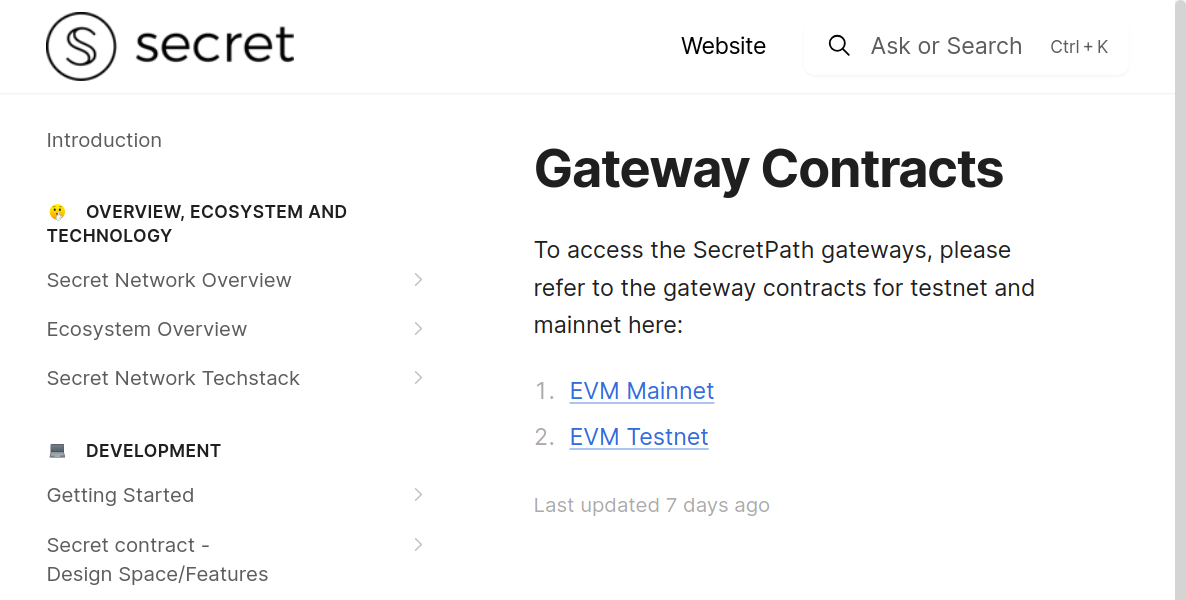 secret
Website
Ask or Search
Ctrl + K
Introduction
OVERVIEW, ECOSYSTEM AND
TECHNOLOGY
Secret Network Overview
Ecosystem Overview
Secret Network Techstack
DEVELOPMENT
Getting Started
Secret contract -
Design Space/Features
Gateway Contracts
To access the SecretPath gateways, please
refer to the gateway contracts for testnet and
mainnet here:
1. EVM Mainnet
2. EVM Testnet
Last updated 7 days ago